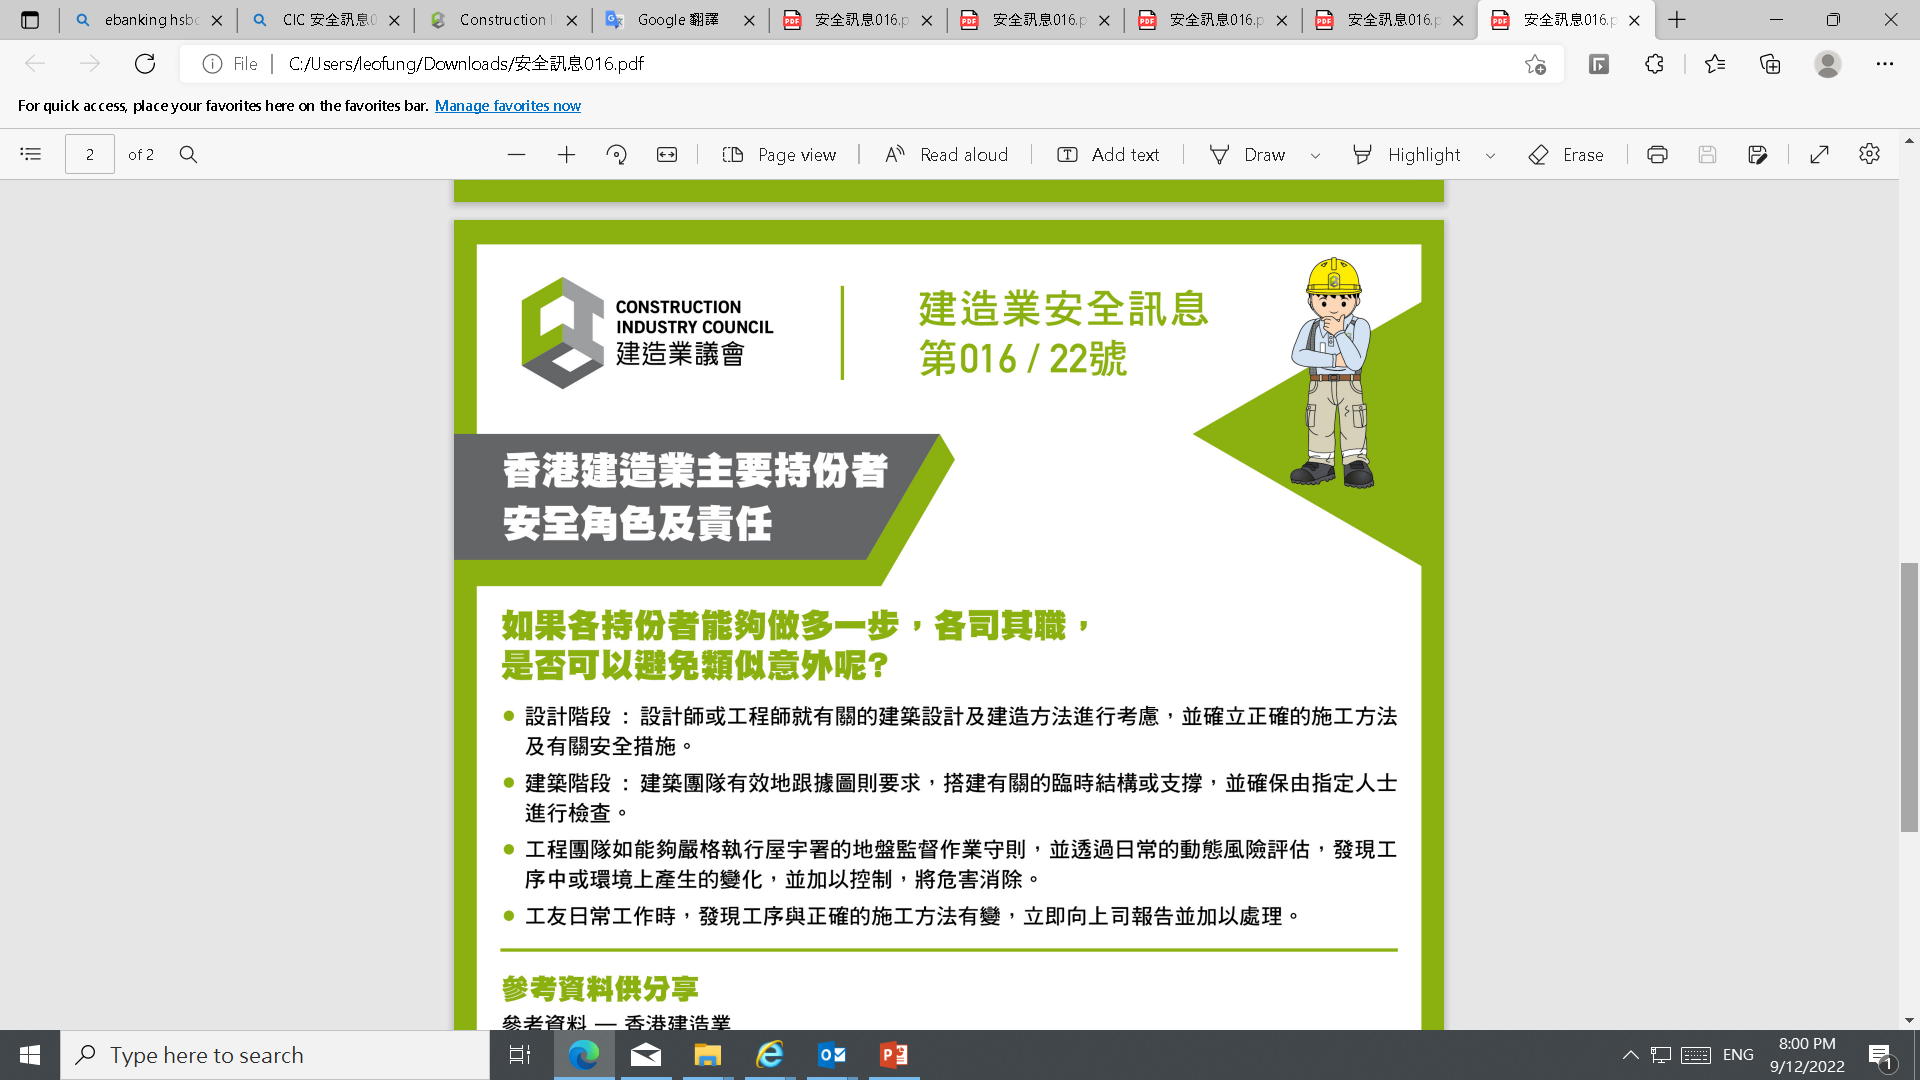 ebanking hsbc
CIC 安全訊息0
Construction I
Google 翻譯
安全訊息016.p
安全訊息016.p
安全訊息016.p
安全訊息016.p
安全訊息016.p
File
C:/Users/leofung/Downloads/安全訊息016.pdf
For quick access, place your favorites here on the favorites bar. Manage favorites now
2 of 2
Page view
Read aloud
Add text
Draw
Highlight
Erase
CONSTRUCTION
INDUSTRY COUNCIL
建造業議會
建造業安全訊息
第016 / 22號
香港建造業主要持份者
安全角色及責任
如果各持份者能夠做多一步，各司其職，
是否可以避免類似意外呢?
● 設計階段 : 設計師或工程師就有關的建築設計及建造方法進行考慮，並確立正確的施工方法
及有關安全措施。
● 建築階段 : 建築團隊有效地跟據圖則要求，搭建有關的臨時結構或支撐，並確保由指定人士
進行檢查。
● 工程團隊如能夠嚴格執行屋宇署的地盤監督作業守則，並透過日常的動態風險評估，發現工
序中或環境上產生的變化，並加以控制，將危害消除。
● 工友日常工作時，發現工序與正確的施工方法有變，立即向上司報告並加以處理。
參考資料供分享
參考資料 — 香港建造業
Type here to search
ENG
8:00 PM
9/12/2022
1